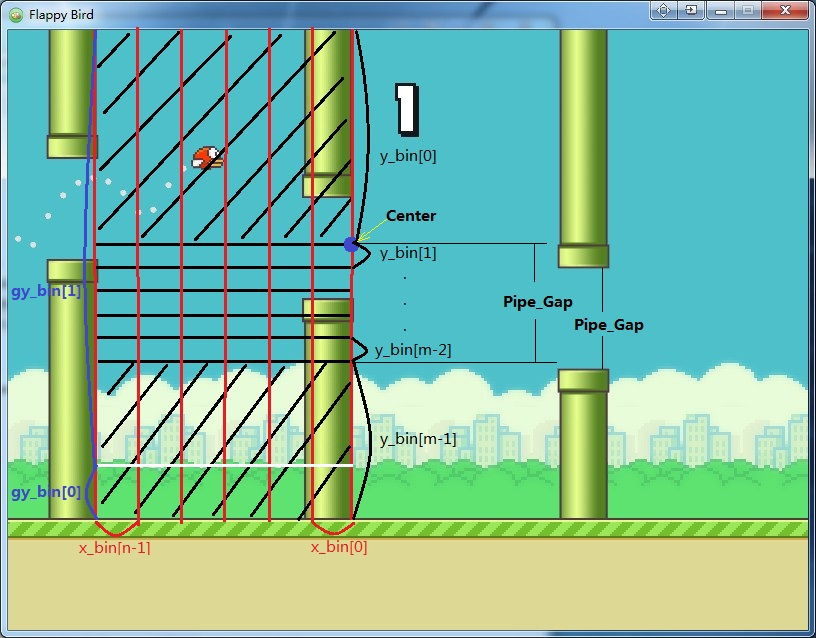 Flappy Bird
1
y_bin[0]
Center
y_bin[1]
gy_bin[1]
Pipe_Gap
Pipe_Gap
y_bin[m-2]
y_bin[m-1]
gy_bin[0]
x_bin[n-1]
x_bin[0]